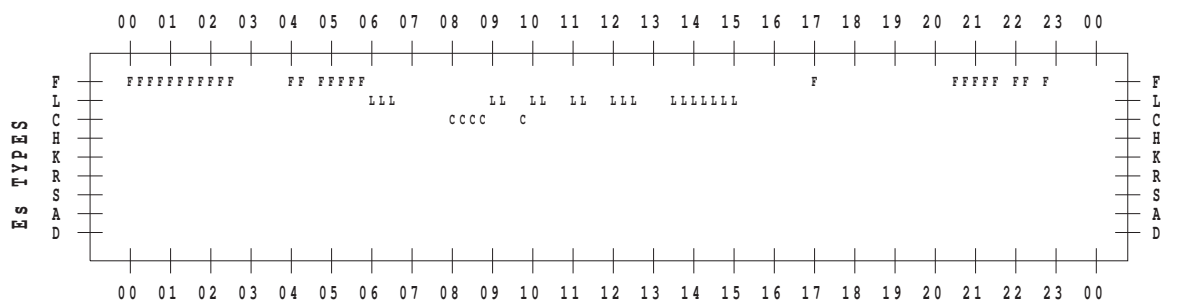 00 01 02 03 04 05 06 07 08 09 10 11 12 13 14 15 16 17 18 19 20 21 22 23 00
F FFFFFFFFFFF FF FFFFF F FFFFF FF F F
L LLL LL LL LL LLL LLLLLLL L
C CCCC C C
H H
K K
R R
S S
A A
D D
Es TYPES
00 01 02 03 04 05 06 07 08 09 10 11 12 13 14 15 16 17 18 19 20 21 22 23 00